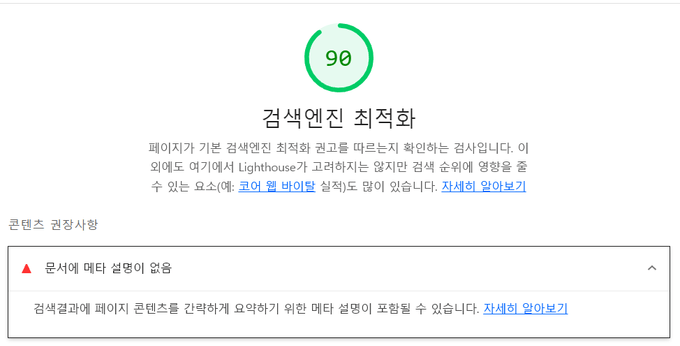 90
검색엔진 최적화
페이지가 기본 검색엔진 최적화 권고를 따르는지 확인하는 검사입니다. 이
외에도 여기에서 Lighthouse가 고려하지는 않지만 검색 순위에 영향을 줄
수 있는 요소(예: 코어 웹 바이탈 실적)도 많이 있습니다. 자세히 알아보기
콘텐츠 권장사항
문서에 메타 설명이 없음
검색결과에 페이지 콘텐츠를 간략하게 요약하기 위한 메타 설명이 포함될 수 있습니다. 자세히 알아보기